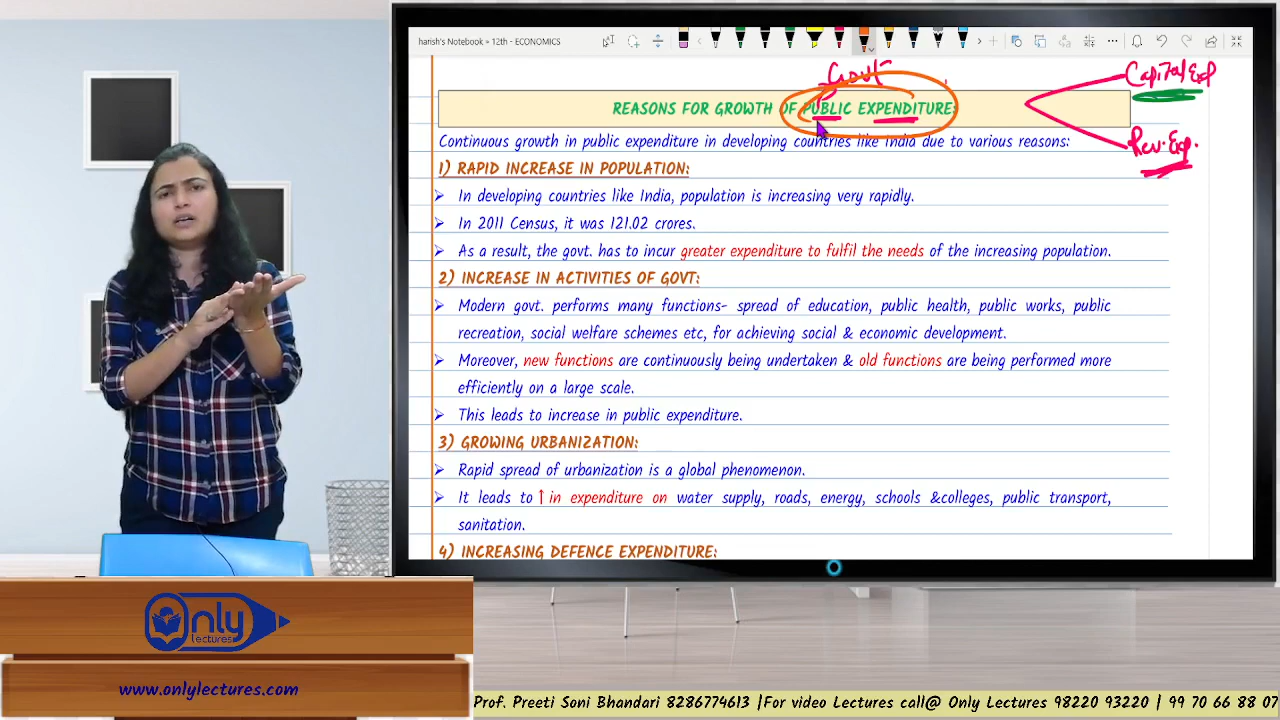 harish's Notebook » 12th - ECONOMICS
Govt
Capital Exp
REASONS FOR GROWTH OF PUBLIC EXPENDITURE:
Continuous growth in public expenditure in developing countries like India due to various reasons:
Rev. Exp.
1) RAPID INCREASE IN POPULATION:
➢ In developing countries like India, population is increasing very rapidly.
➢ In 2011 Census, it was 121.02 crores.
➢ As a result, the govt. has to incur greater expenditure to fulfil the needs of the increasing population.
2) INCREASE IN ACTIVITIES OF GOVT:
➢ Modern govt. performs many functions- spread of education, public health, public works, public
recreation, social welfare schemes etc, for achieving social & economic development.
➢ Moreover, new functions are continuously being undertaken & old functions are being performed more
efficiently on a large scale.
➢ This leads to increase in public expenditure.
3) GROWING URBANIZATION:
➢ Rapid spread of urbanization is a global phenomenon.
➢ It leads to ↑ in expenditure on water supply, roads, energy, schools &colleges, public transport,
sanitation.
4) INCREASING DEFENCE EXPENDITURE:
Only
lectures
www.onlylectures.com
Prof. Preeti Soni Bhandari 8286774613 |For video Lectures call@ Only Lectures 98220 93220 | 99 70 66 88 07